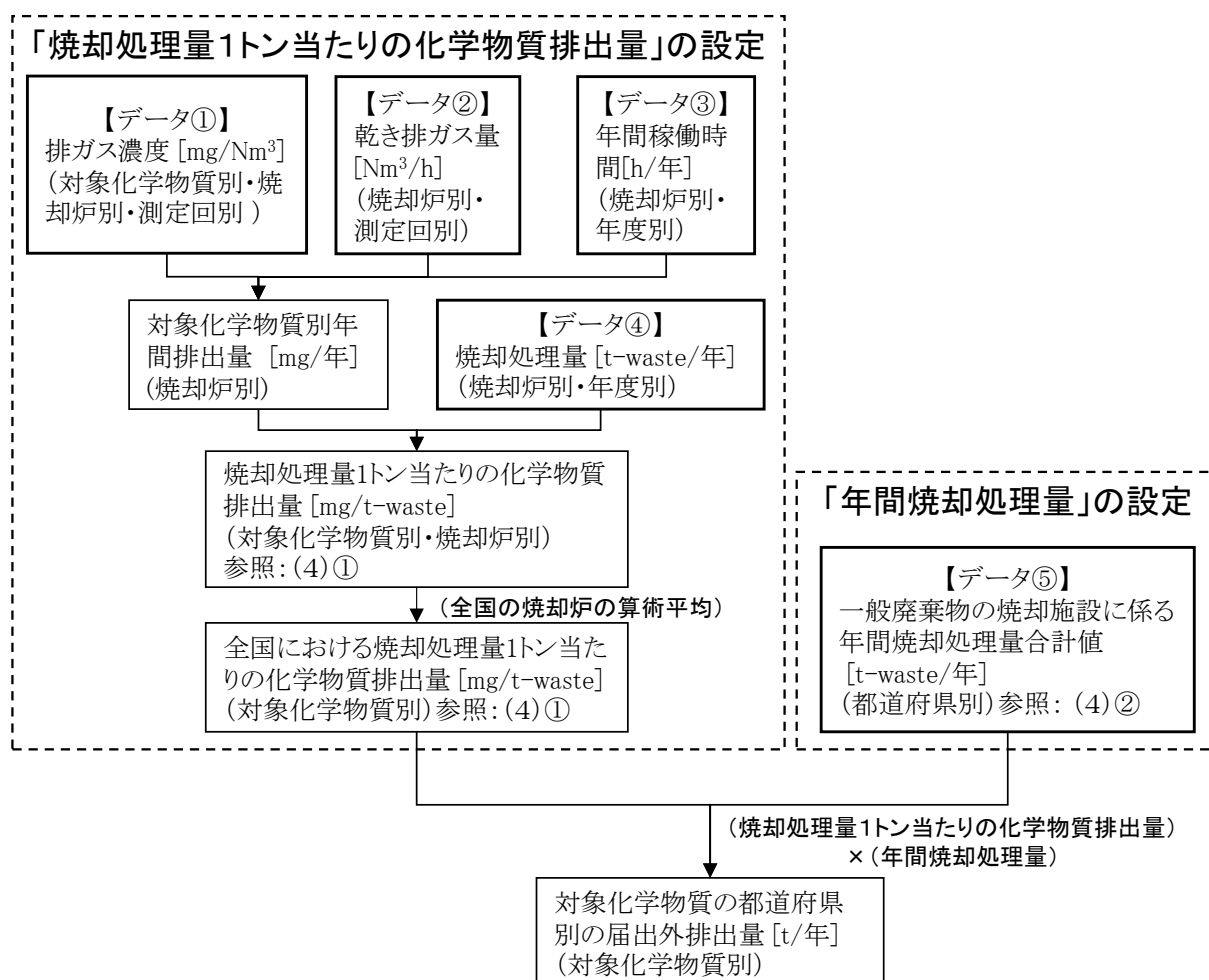 「焼却処理量１トン当たりの化学物質排出量」の設定
【データ①】
排ガス濃度［mg/Nm³］
（対象化学物質別・焼
却炉別・測定回別 ）
【データ②】
乾き排ガス量
［Nm³/h］
（焼却炉別・
測定回別）
【データ③】
年間稼働時
間［h/年］
（焼却炉別・
年度別）
対象化学物質別年
間排出量 ［mg/年］
（焼却炉別）
【データ④】
焼却処理量［t-waste/年］
（焼却炉別・年度別）
焼却処理量1トン当たりの化学物質
排出量［mg/t-waste］
（対象化学物質別・焼却炉別）
参照：（4）①
（全国の焼却炉の算術平均）
全国における焼却処理量1トン当た
りの化学物質排出量［mg/t-waste］
（対象化学物質別）参照：（4）①
「年間焼却処理量」の設定
【データ⑤】
一般廃棄物の焼却施設に係る
年間焼却処理量合計値
［t-waste/年］
（都道府県別）参照：（4）②
（焼却処理量１トン当たりの化学物質排出量）
×（年間焼却処理量）
対象化学物質の都道府県
別の届出外排出量［t/年］
（対象化学物質別）